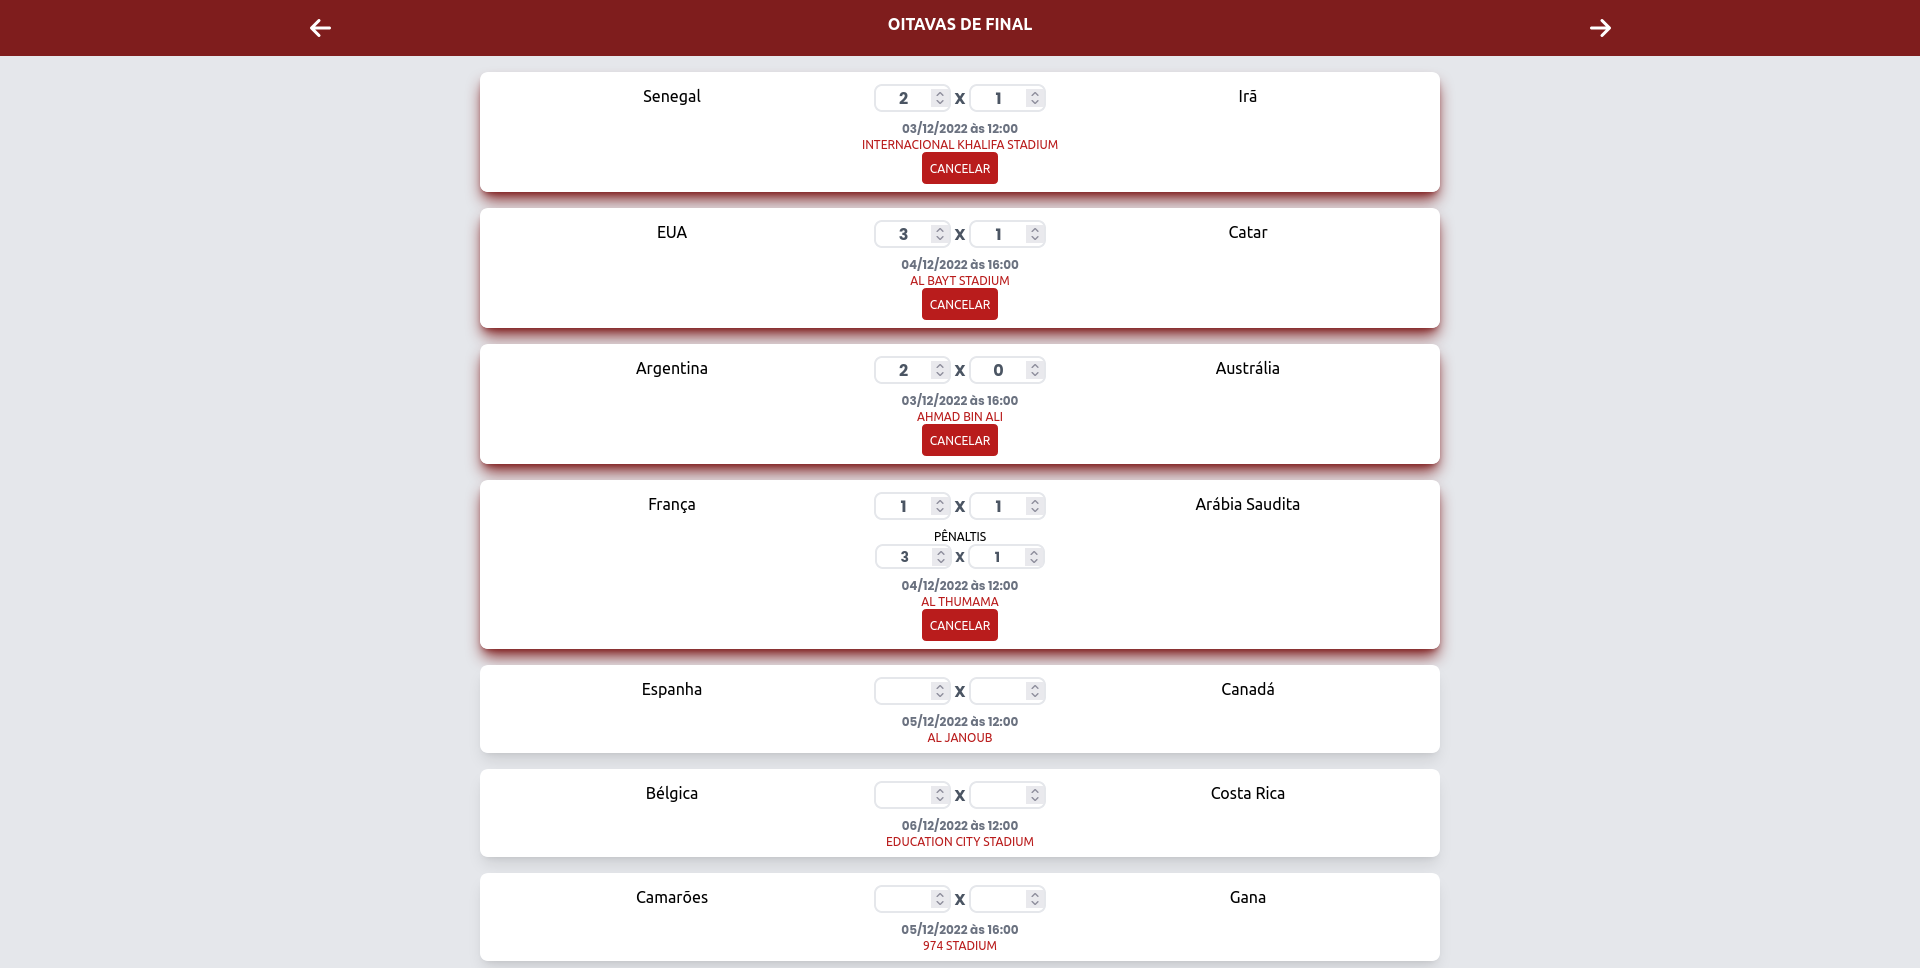 OITAVAS DE FINAL
Senegal 2 X 1 Irã
03/12/2022 às 12:00
INTERNACIONAL KHALIFA STADIUM
CANCELAR
EUA 3 X 1 Catar
04/12/2022 às 16:00
AL BAYT STADIUM
CANCELAR
Argentina 2 X 0 Austrália
03/12/2022 às 16:00
AHMAD BIN ALI
CANCELAR
França 1 X 1 Arábia Saudita
PÊNALTIS
3 X 1
04/12/2022 às 12:00
AL THUMAMA
CANCELAR
Espanha X Canadá
05/12/2022 às 12:00
AL JANOUB
Bélgica X Costa Rica
06/12/2022 às 12:00
EDUCATION CITY STADIUM
Camarões X Gana
05/12/2022 às 16:00
974 STADIUM